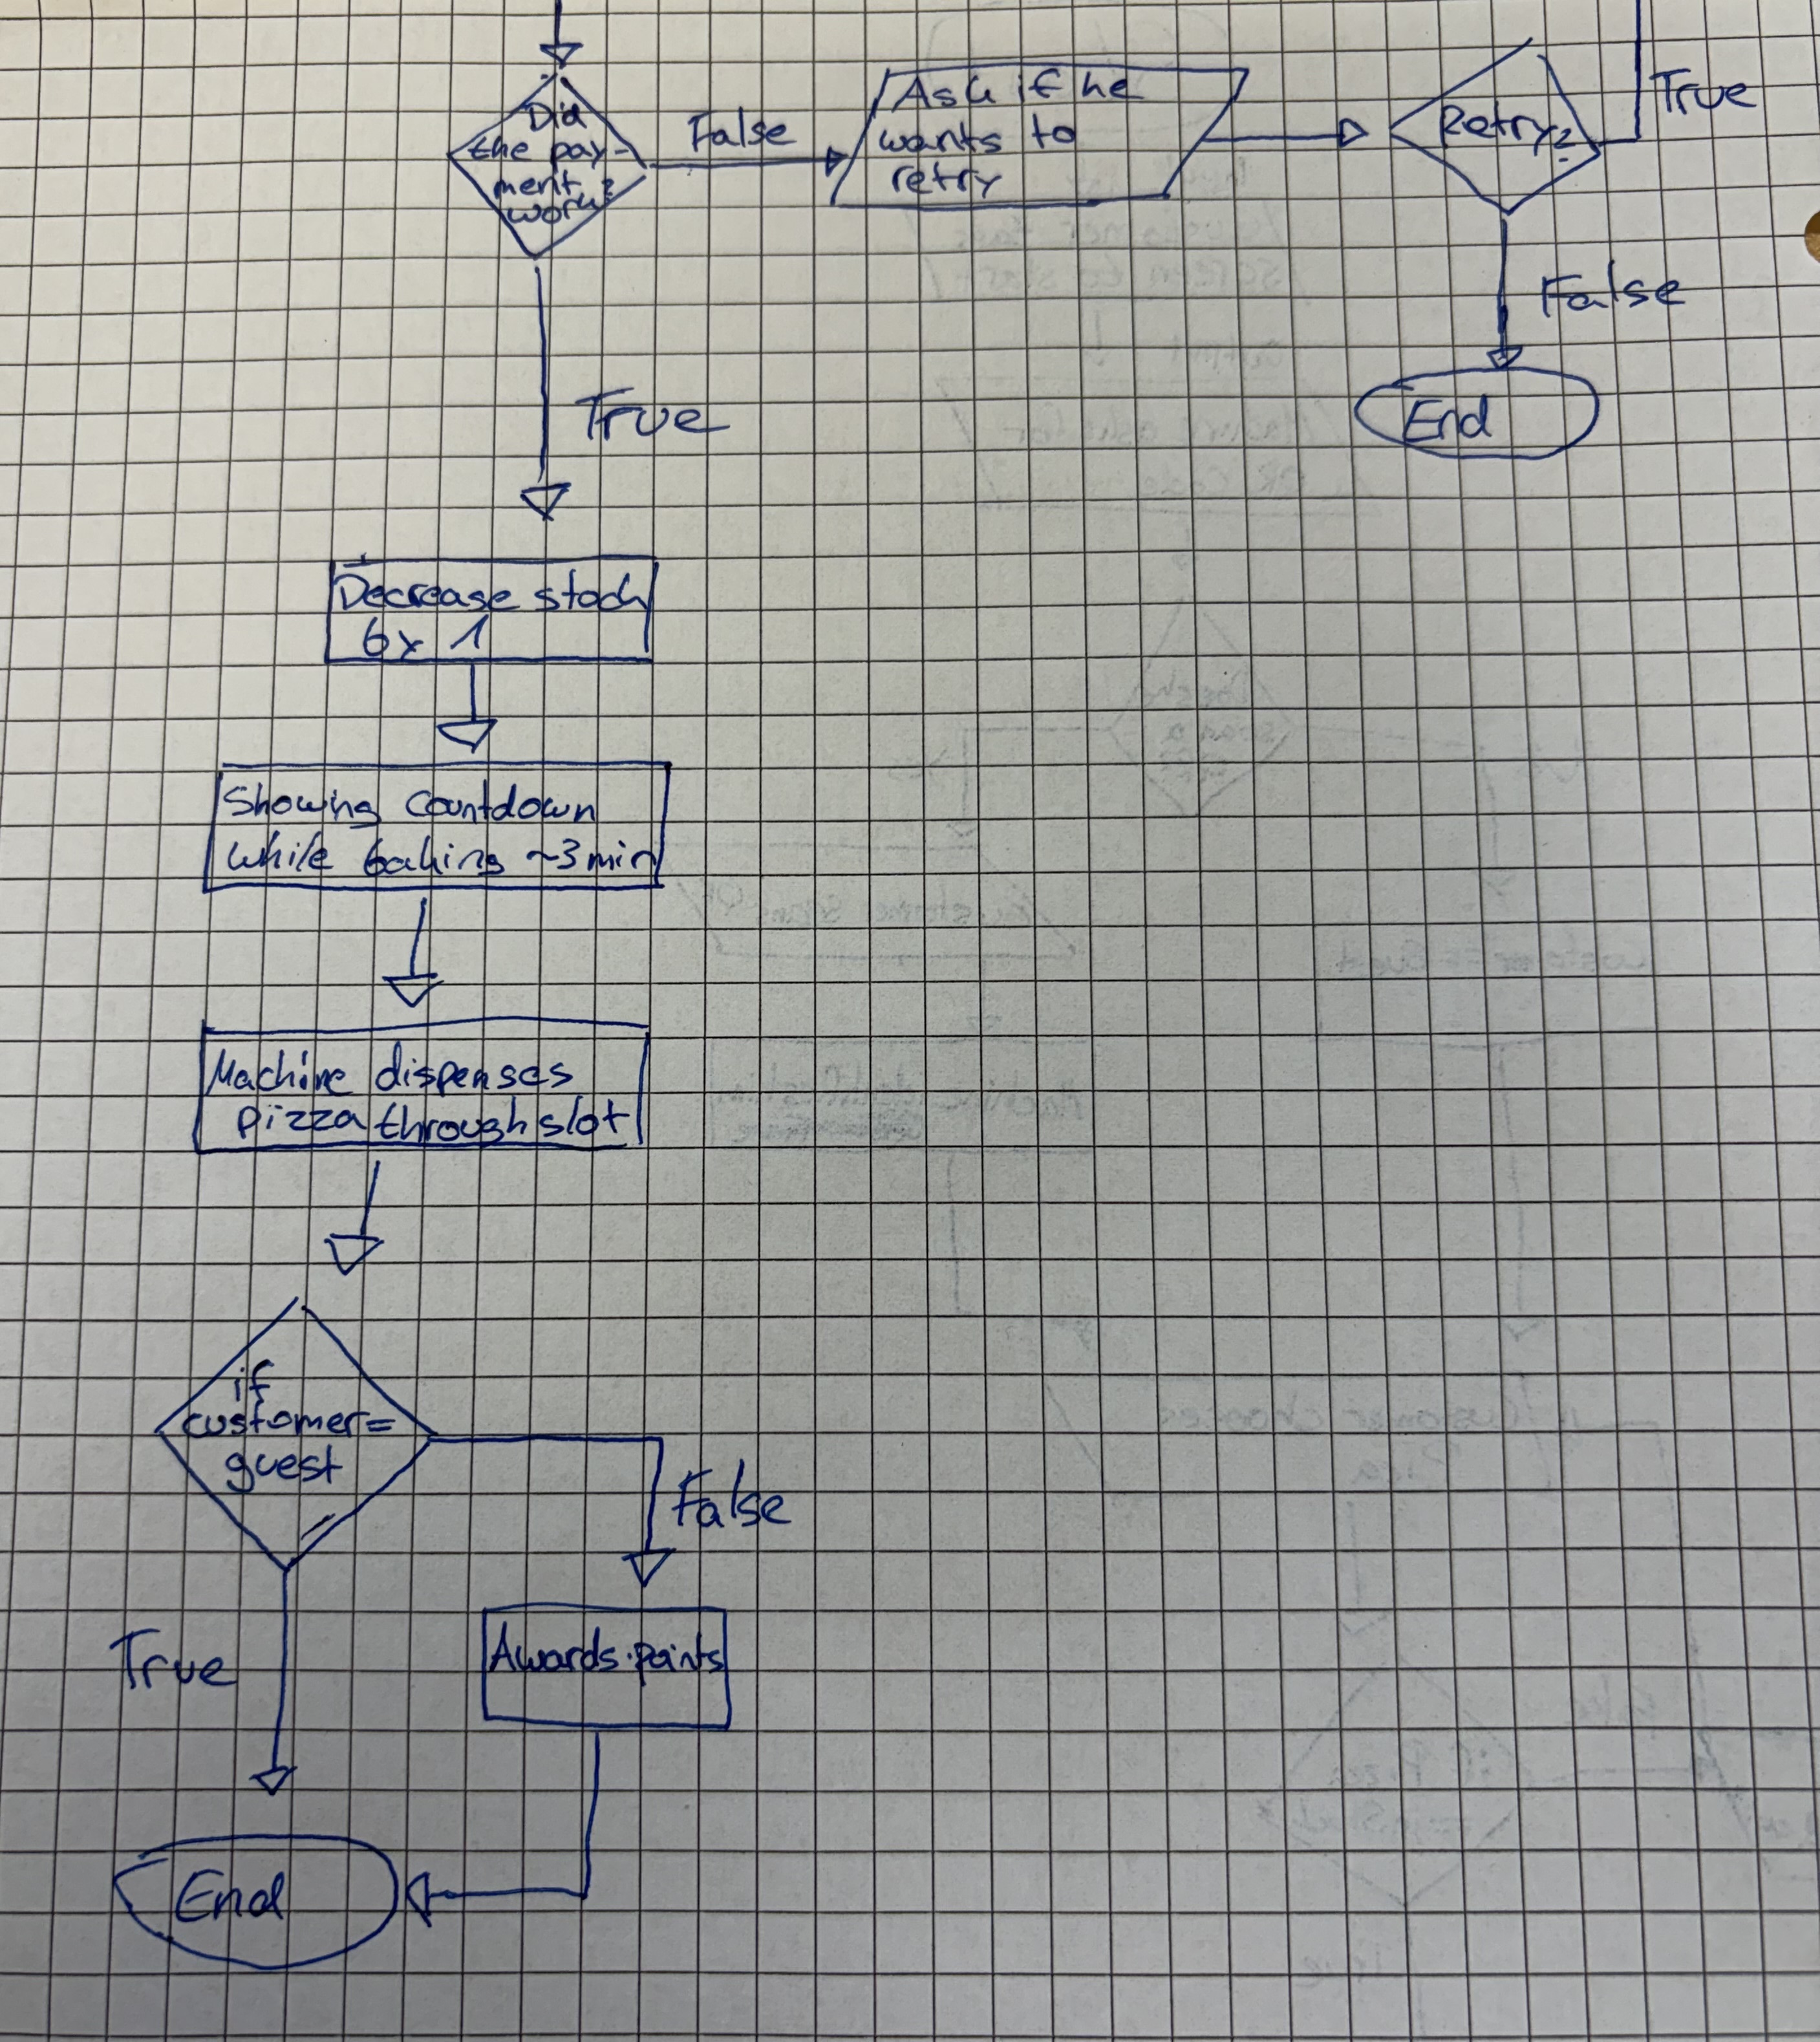 Did
the pay-
ment
work?
False
Ask if he
wants to
retry
Retry?
True
False
End
True
Decrease stock
by 1
Showing countdown
while baking ~3min
Machine dispenses
pizza through slot
if
customer=
guest
False
True
Awards points
End